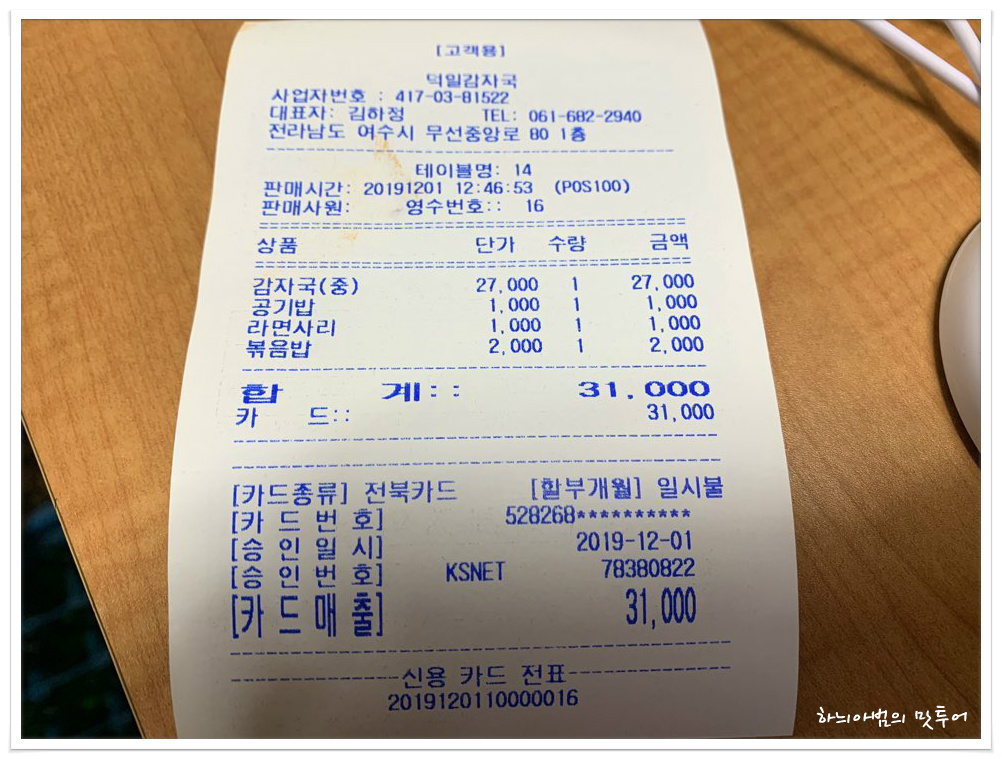 [고객용]
덕일감자국
사업자번호 : 417-03-81522
대표자: 김하정 TEL: 061-682-2940
전라남도 여수시 무선중앙로 80 1층
테이블명: 14
판매시간: 20191201 12:46:53 (POS100)
판매사원: 영수번호:: 16
상품 단가 수량 금액
감자국(중) 27,000 1 27,000
공기밥 1,000 1 1,000
라면사리 1,000 1 1,000
볶음밥 2,000 1 2,000
합 계:: 31,000
카 드:: 31,000
[카드종류] 전북카드 [할부개월] 일시불
[카 드 번 호] 528268**********
[승 인 일 시] 2019-12-01
[승 인 번 호] KSNET 78380822
[카 드 매 출] 31,000
신용 카드 전표
2019120110000016
하늬아범의 맛투어